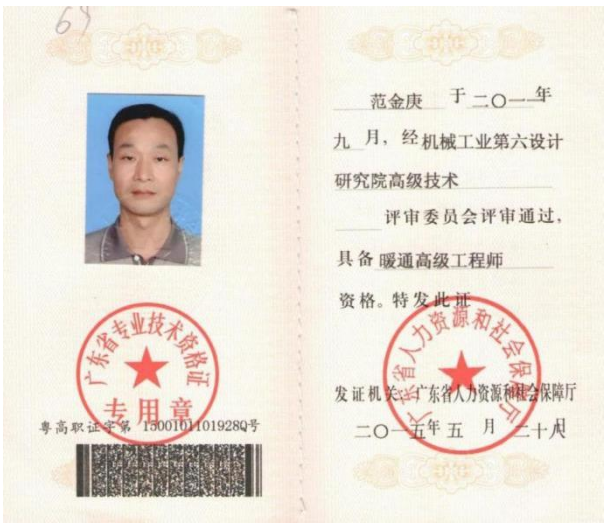 69
广东省专业技术资格证
专用章
粤高职证字第 1500101101928Q号
范金庚 于 二〇一一年
九 月，经 机械工业第六设计
研究院高级技术
评审委员会评审通过，
具备 暖通高级工程师
资格。特发此证
广东省人力资源和社会保障厅
发证机关：广东省人力资源和社会保障厅
二〇一五年 五 月 二十八日